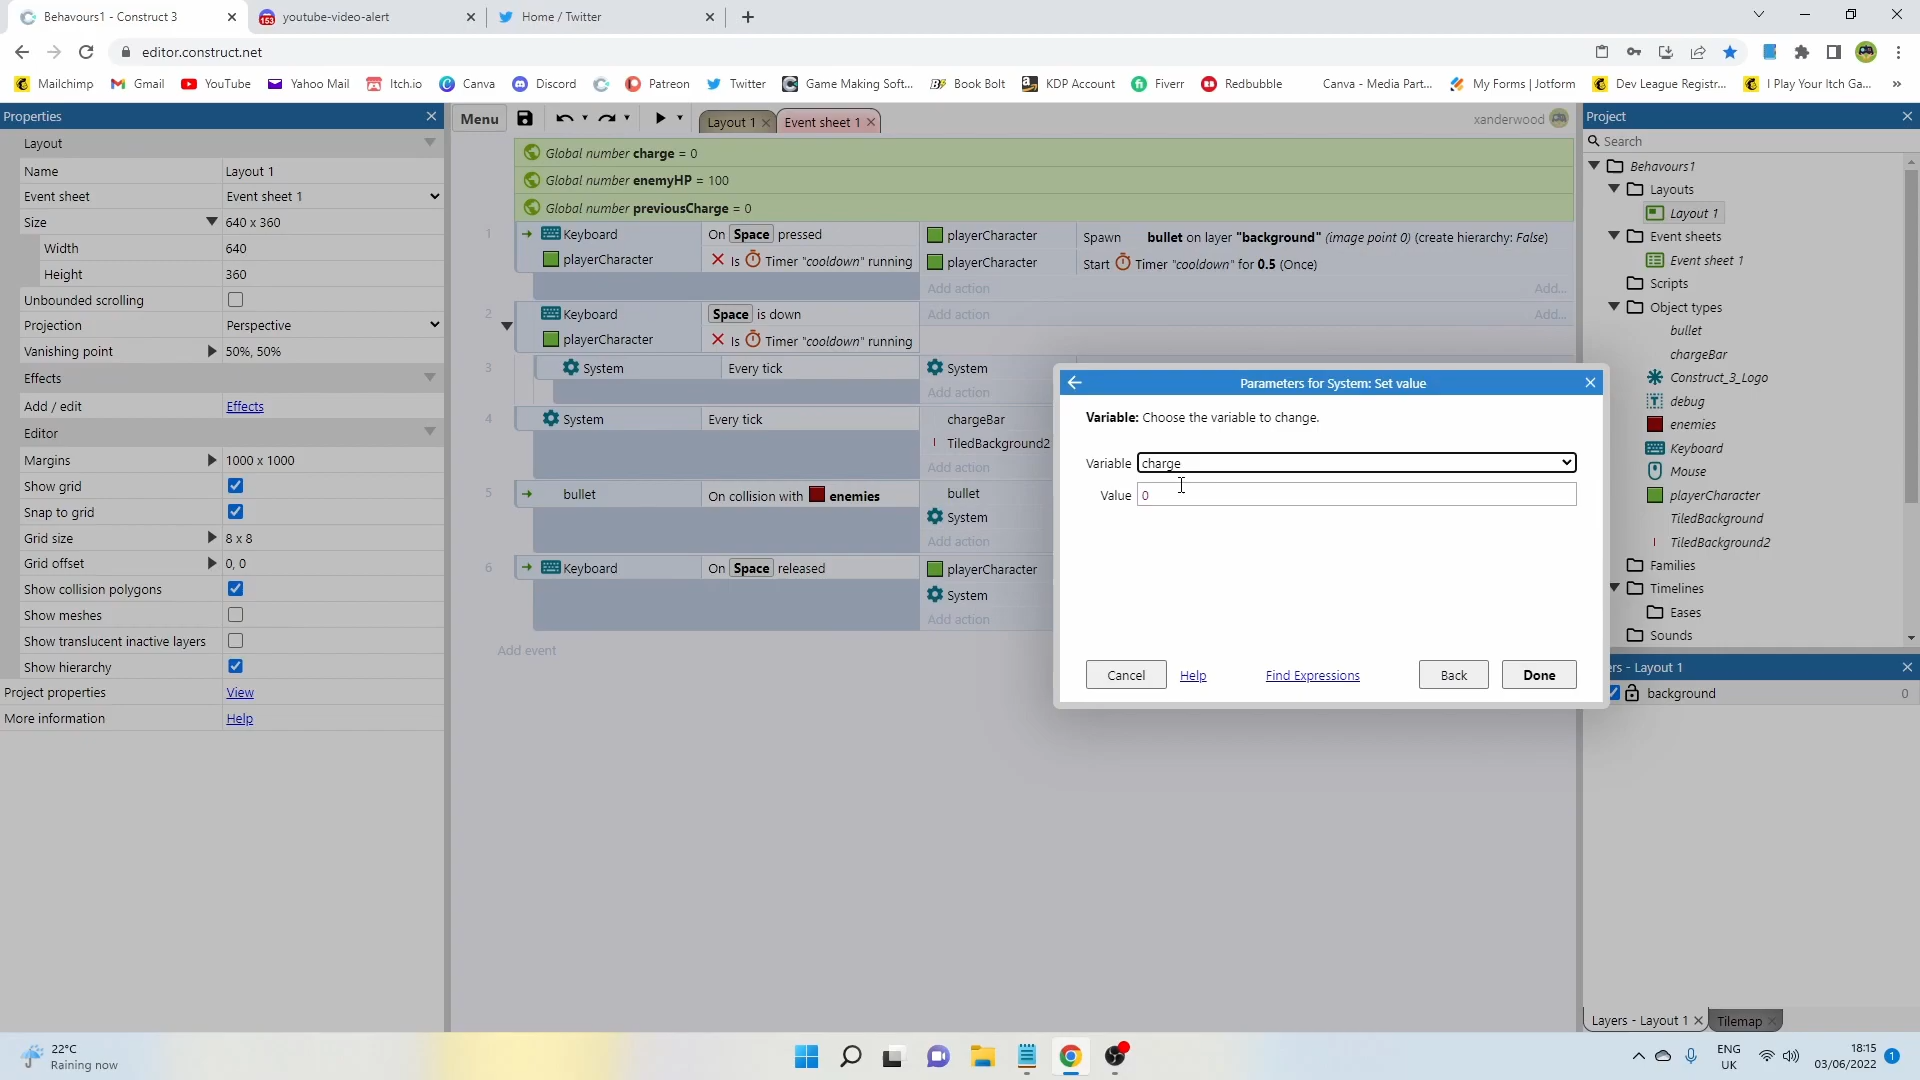 Behavours1 - Construct 3
153
youtube-video-alert
Home / Twitter
editor.construct.net
Mailchimp
Gmail
YouTube
Yahoo Mail
Itch.io
Canva
Discord
Patreon
Twitter
Game Making Soft...
Book Bolt
KDP Account
Fiverr
Redbubble
Canva - Media Part...
My Forms | Jotform
Dev League Registr...
I Play Your Itch Ga...
Properties
Layout
Name Layout 1
Event sheet Event sheet 1
Size 640 x 360
Width 640
Height 360
Unbounded scrolling
Projection Perspective
Vanishing point 50%, 50%
Effects
Add / edit Effects
Editor
Margins 1000 x 1000
Show grid
Snap to grid
Grid size 8 x 8
Grid offset 0, 0
Show collision polygons
Show meshes
Show translucent inactive layers
Show hierarchy
Project properties View
More information Help
Menu
Layout 1
Event sheet 1
xanderwood
Global number charge = 0
Global number enemyHP = 100
Global number previousCharge = 0
1 Keyboard On Space pressed playerCharacter Spawn bullet on layer "background" (image point 0) (create hierarchy: False)
playerCharacter Is Timer "cooldown" running playerCharacter Start Timer "cooldown" for 0.5 (Once)
Add action Add...
2 Keyboard Space is down Add action Add...
playerCharacter Is Timer "cooldown" running
3 System Every tick System
Add action
4 System Every tick chargeBar
TiledBackground2
Add action
5 bullet On collision with enemies bullet
System
Add action
6 Keyboard On Space released playerCharacter
System
Add action
Add event
Parameters for System: Set value
Variable: Choose the variable to change.
Variable charge
Value 0
Cancel
Help
Find Expressions
Back
Done
Project
Search
Behavours1
Layouts
Layout 1
Event sheets
Event sheet 1
Scripts
Object types
bullet
chargeBar
Construct_3_Logo
debug
enemies
Keyboard
Mouse
playerCharacter
TiledBackground
TiledBackground2
Families
Timelines
Eases
Sounds
ers - Layout 1
background 0
Layers - Layout 1
Tilemap
22°C
Raining now
ENG
UK
18:15
03/06/2022
1